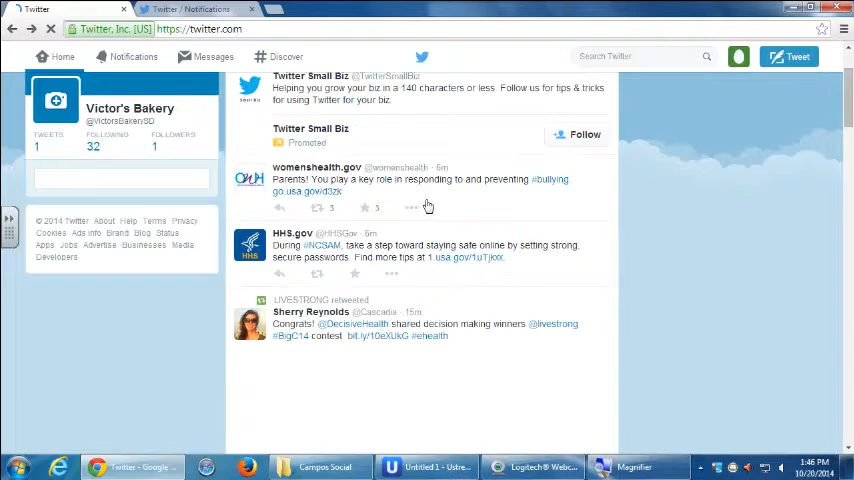 Twitter
Twitter / Notifications
Twitter, Inc. [US] https://twitter.com
Home Notifications Messages Discover Search Twitter Tweet
Twitter Small Biz @TwitterSmallBiz
Helping you grow your biz in a 140 characters or less. Follow us for tips & tricks
for using Twitter for your biz.
Twitter Small Biz
Promoted
Follow
Victor's Bakery
@VictorsBakerySD
TWEETS FOLLOWING FOLLOWERS
1 32 1
© 2014 Twitter About Help Terms Privacy
Cookies Ads info Brand Blog Status
Apps Jobs Advertise Businesses Media
Developers
womenshealth.gov @womenshealth · 6m
Parents! You play a key role in responding to and preventing #bullying.
go.usa.gov/d3zk
3 3
HHS.gov @HHSGov · 6m
During #NCSAM, take a step toward staying safe online by setting strong,
secure passwords. Find more tips at 1.usa.gov/1uTjkxx.
HHS
LIVESTRONG retweeted
Sherry Reynolds @Cascadia · 15m
Congrats! @DecisiveHealth shared decision making winners @livestrong
#BigC14 contest bit.ly/10eXUkG #ehealth
Twitter - Google ...
Campos Social
Untitled 1 - Ustre...
Logitech® Webc...
Magnifier
1:46 PM
10/20/2014